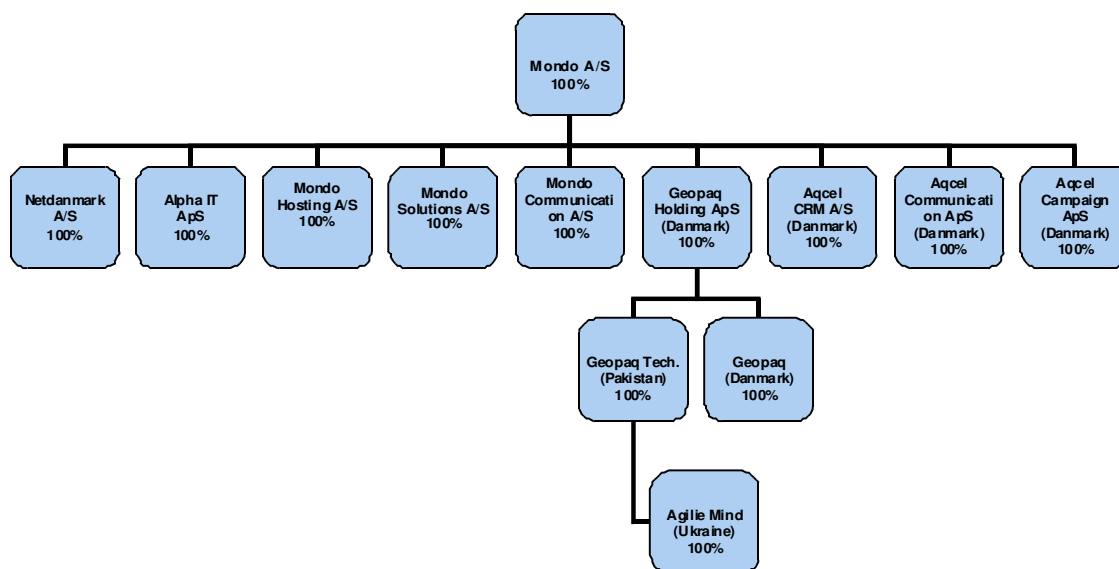 Mondo A/S
100%
Netdanmark
A/S
100%
Alpha IT
ApS
100%
Mondo
Hosting A/S
100%
Mondo
Solutions A/S
100%
Mondo
Communicati
on A/S
100%
Geopaq
Holding ApS
(Danmark)
100%
Aqcel
CRM A/S
(Danmark)
100%
Aqcel
Communicati
on ApS
(Danmark)
100%
Aqcel
Campaign
ApS
(Danmark)
100%
Geopaq Tech.
(Pakistan)
100%
Geopaq
(Danmark)
100%
Agilie Mind
(Ukraine)
100%